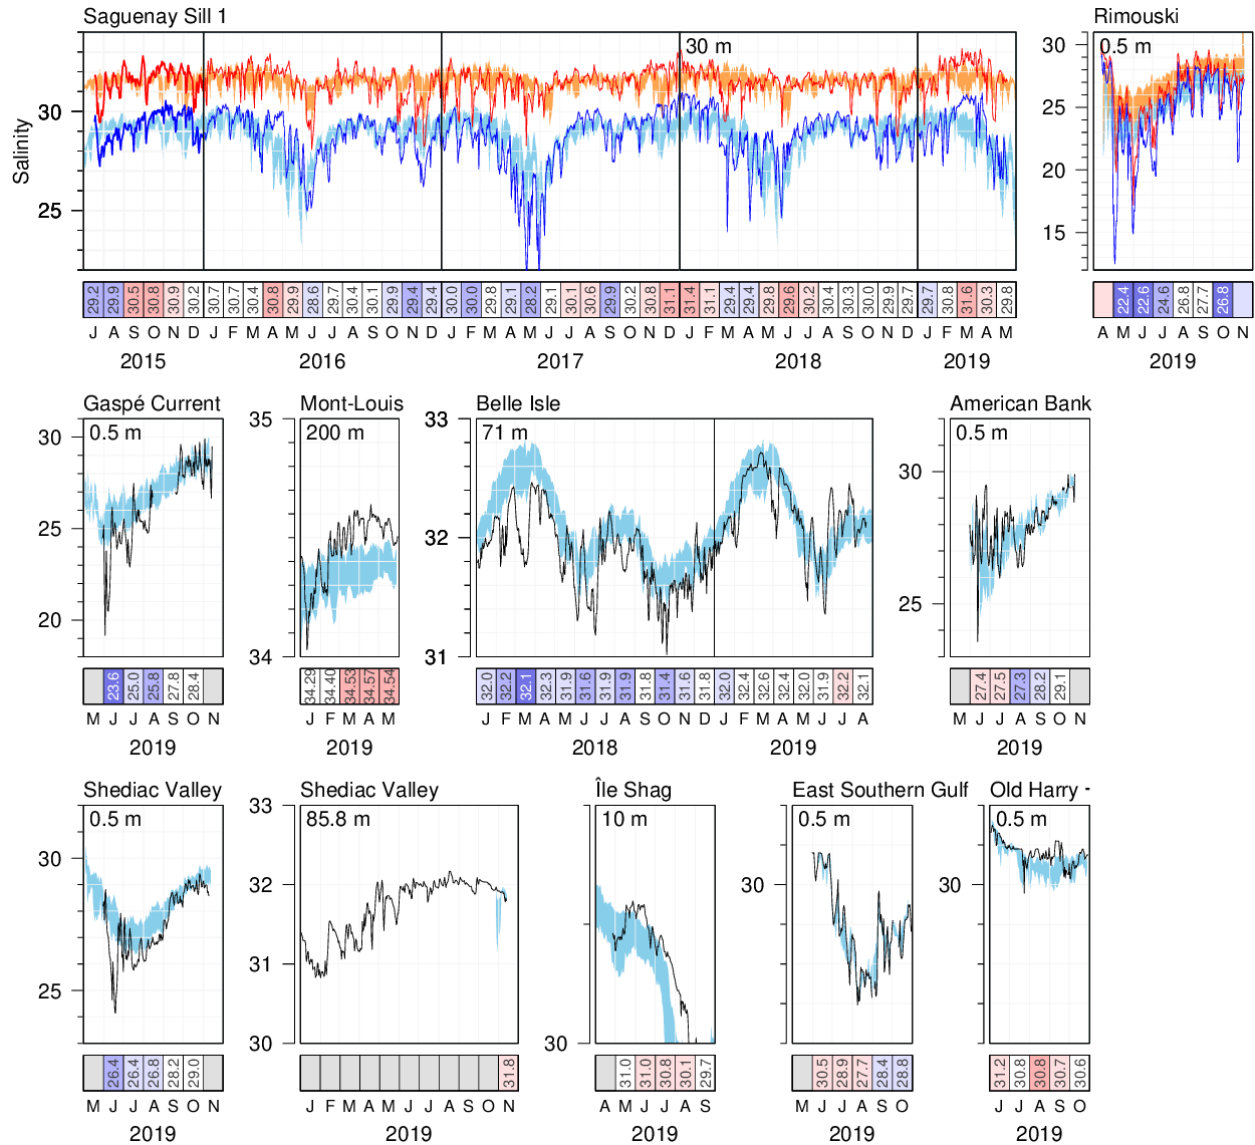 Saguenay Sill 1
Rimouski
30 m
0.5 m
Salinity
30
25
30
25
20
15
29.2 29.9 30.5 30.8 30.9 30.2 30.7 30.7 30.4 30.8 29.9 28.6 29.7 30.4 30.1 29.9 29.4 29.4 30.0 30.0 29.8 29.1 28.2 29.1 30.1 30.6 29.9 30.2 30.8 31.1 31.4 31.1 29.4 29.4 29.8 29.6 30.2 30.4 30.3 30.0 29.9 29.7 29.7 30.8 31.6 30.3 29.8
22.4 22.6 24.6 26.8 27.7 26.8
J A S O N D J F M A M J J A S O N D J F M A M J J A S O N D J F M A M J J A S O N D J F M A M
A M J J A S O N
2015 2016 2017 2018 2019
2019
Gaspé Current
Mont-Louis
Belle Isle
American Bank
0.5 m
200 m
71 m
0.5 m
30
25
20
35
34
33
32
31
30
25
23.6 25.0 25.8 27.8 28.4
34.29 34.40 34.53 34.57 34.54
32.0 32.2 32.1 32.3 31.9 31.6 31.9 31.9 31.8 31.4 31.6 31.8 32.0 32.4 32.6 32.4 32.0 31.9 32.2 32.1
27.4 27.5 27.3 28.2 29.1
M J J A S O N
J F M A M
J F M A M J J A S O N D J F M A M J J A
M J J A S O N
2019
2019
2018 2019
2019
Shediac Valley
Shediac Valley
Île Shag
East Southern Gulf
Old Harry -
0.5 m
85.8 m
10 m
0.5 m
0.5 m
30
25
33
32
31
30
30
30
30
26.4 26.4 26.8 28.2 29.0
31.8
31.0 31.0 30.8 30.1 29.7
30.5 28.9 27.7 28.4 28.8
31.2 30.8 30.8 30.7 30.6
M J J A S O N
J F M A M J J A S O N
A M J J A S
M J J A S O
J J A S O
2019
2019
2019
2019
2019